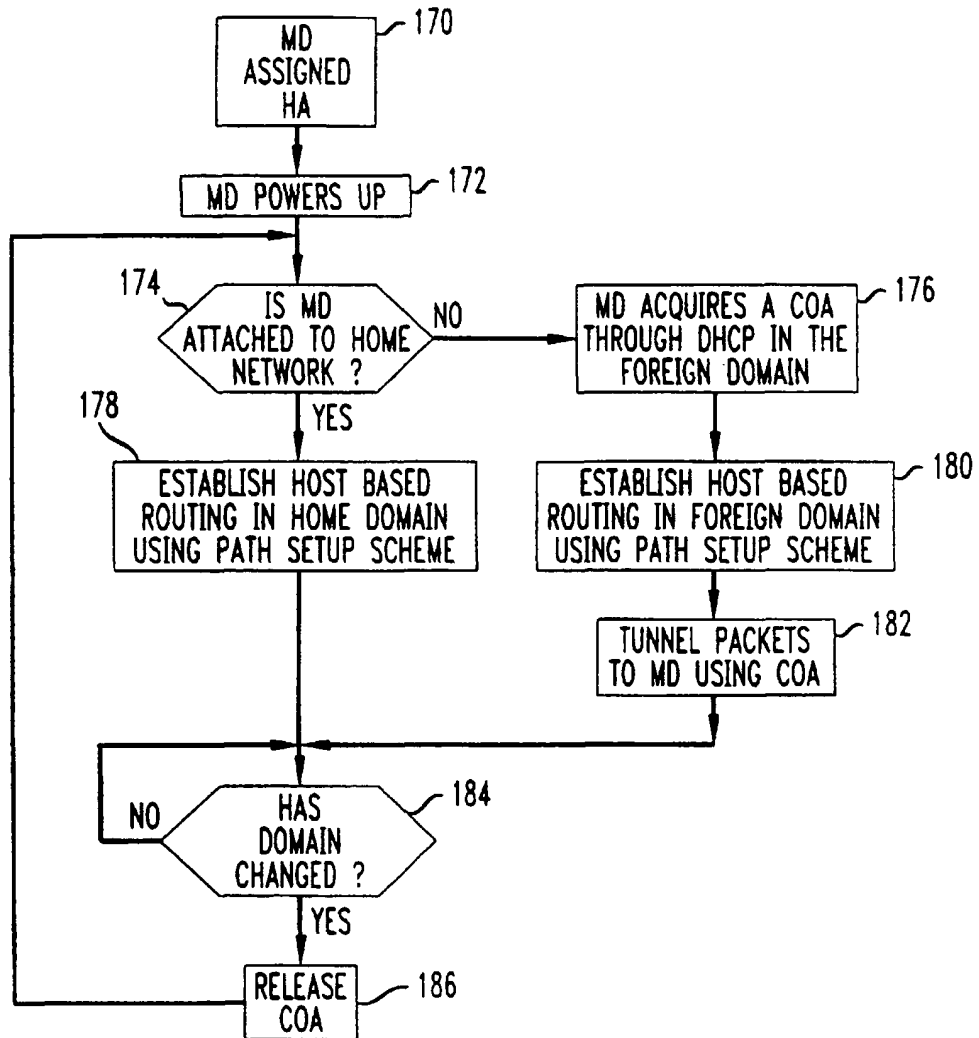 MD
ASSIGNED
HA
170
MD POWERS UP
172
174
IS MD
ATTACHED TO HOME
NETWORK ?
NO
YES
MD ACQUIRES A COA
THROUGH DHCP IN THE
FOREIGN DOMAIN
176
178
ESTABLISH HOST BASED
ROUTING IN HOME DOMAIN
USING PATH SETUP SCHEME
ESTABLISH HOST BASED
ROUTING IN FOREIGN DOMAIN
USING PATH SETUP SCHEME
180
TUNNEL PACKETS
TO MD USING COA
182
NO
HAS
DOMAIN
CHANGED ?
184
YES
RELEASE
COA
186